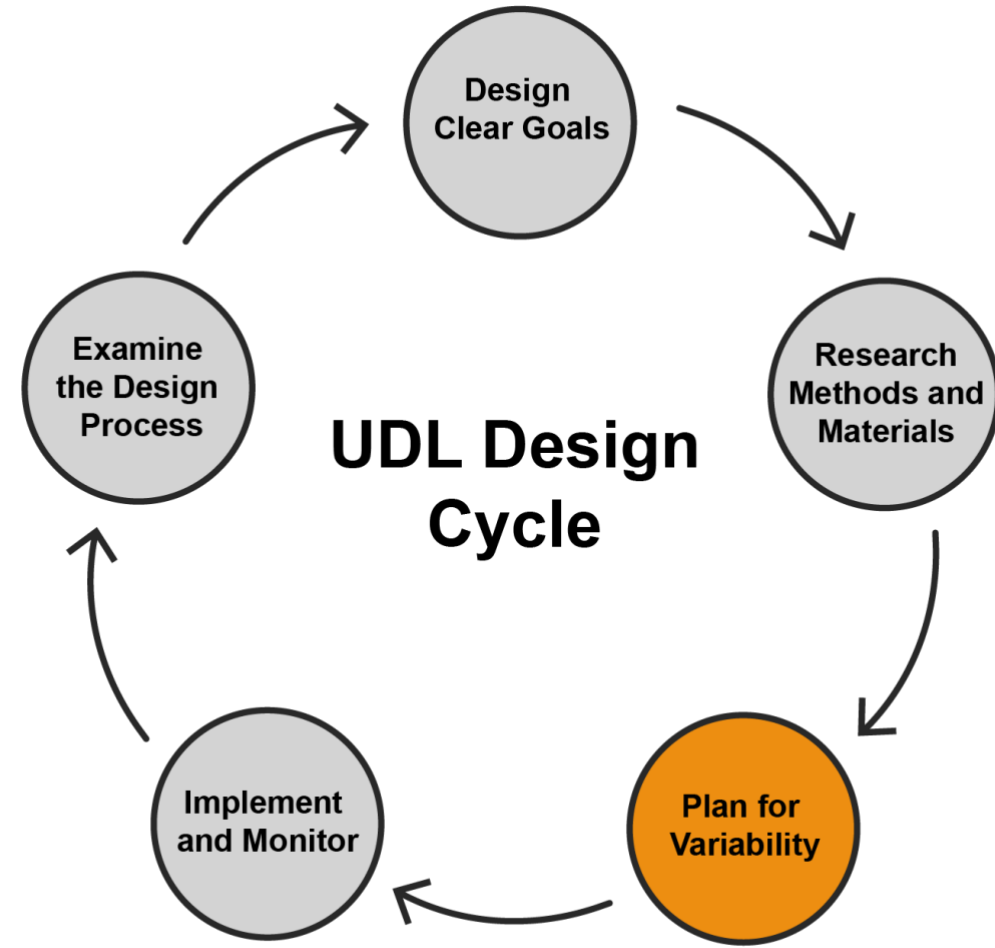 Design
Clear Goals
Research
Methods and
Materials
Plan for
Variability
Implement
and Monitor
Examine
the Design
Process
UDL Design
Cycle